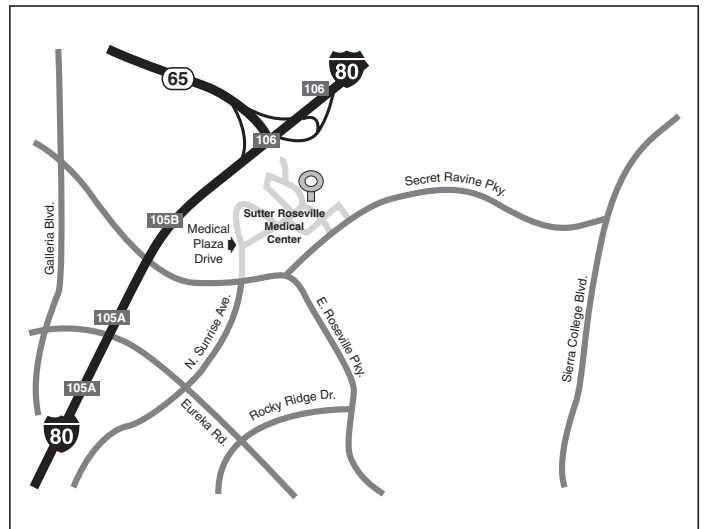 65
80
106
106
Secret Ravine Pky.
Sutter Roseville
Medical
Center
105B
Medical
Plaza
Drive
Galleria Blvd.
105A
N. Sunrise Ave.
E. Roseville Pky.
Sierra College Blvd.
105A
Rocky Ridge Dr.
Eureka Rd.
80